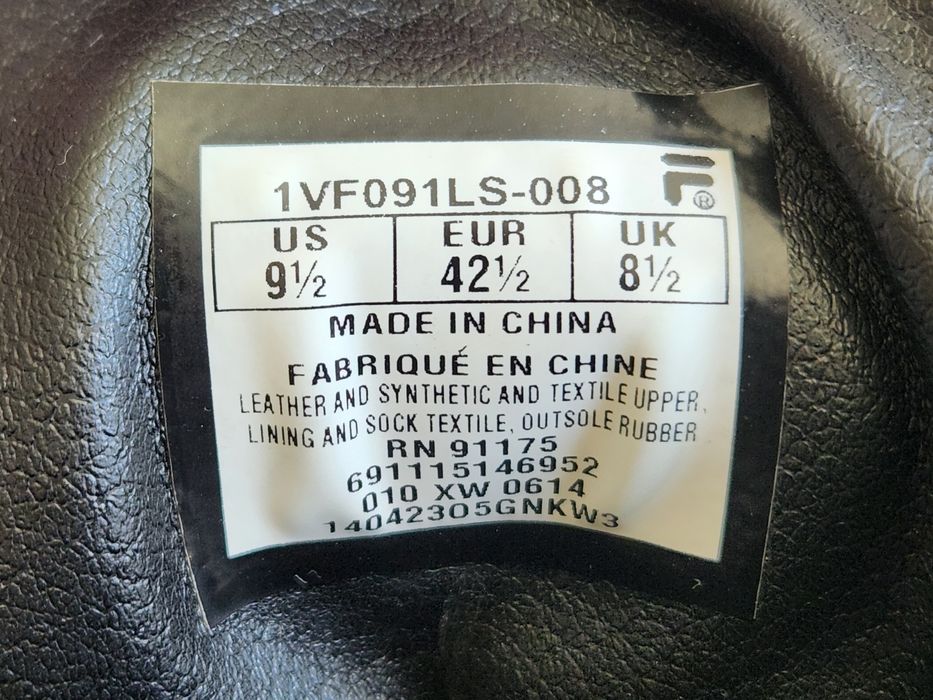 1VF091LS-008
F®
US EUR UK
9½ 42½ 8½
MADE IN CHINA
FABRIQUÉ EN CHINE
LEATHER AND SYNTHETIC AND TEXTILE UPPER,
LINING AND SOCK TEXTILE, OUTSOLE RUBBER
RN 91175
691115146952
010 XW 0614
14042305GNKW3